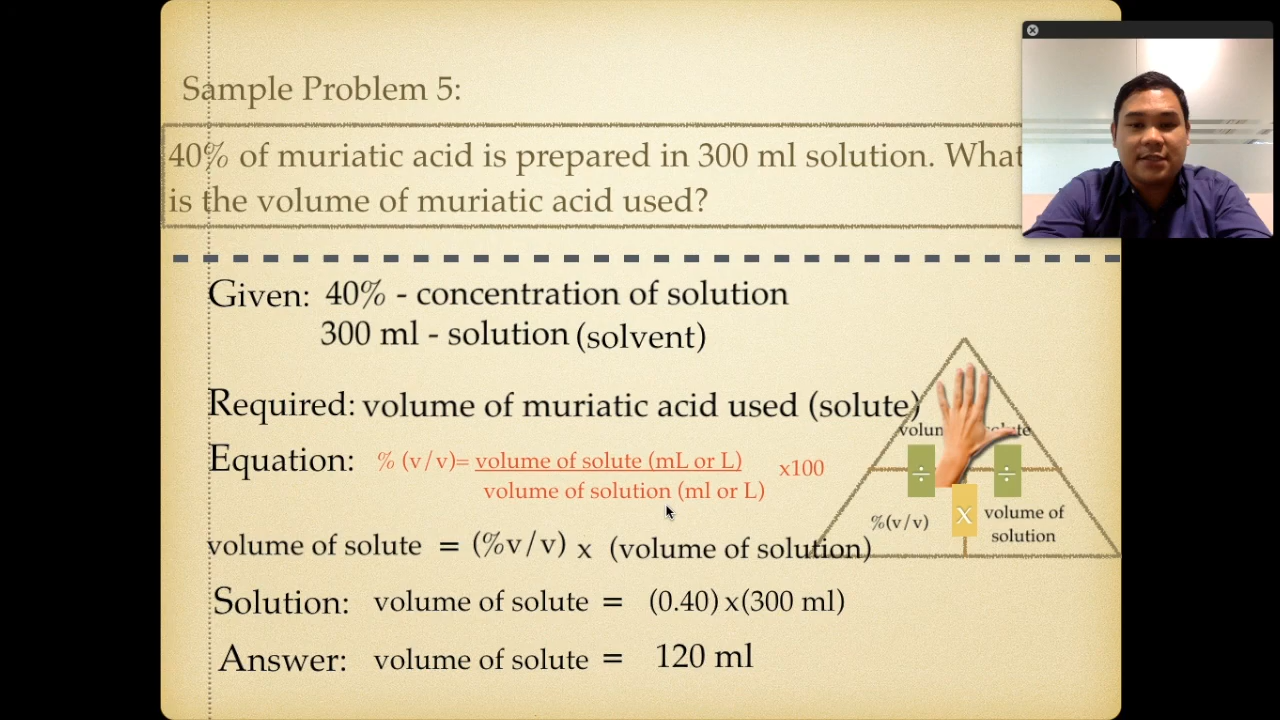 Sample Problem 5:
40% of muriatic acid is prepared in 300 ml solution. What
is the volume of muriatic acid used?
Given: 40% - concentration of solution
300 ml - solution (solvent)
Required: volume of muriatic acid used (solute)
Equation: % (v/v)= volume of solute (mL or L) x100
volume of solution (ml or L)
volume of solute = (%v/v) x (volume of solution)
Solution: volume of solute = (0.40) x(300 ml)
Answer: volume of solute = 120 ml
÷ ÷
%(v/v) x volume of
solution